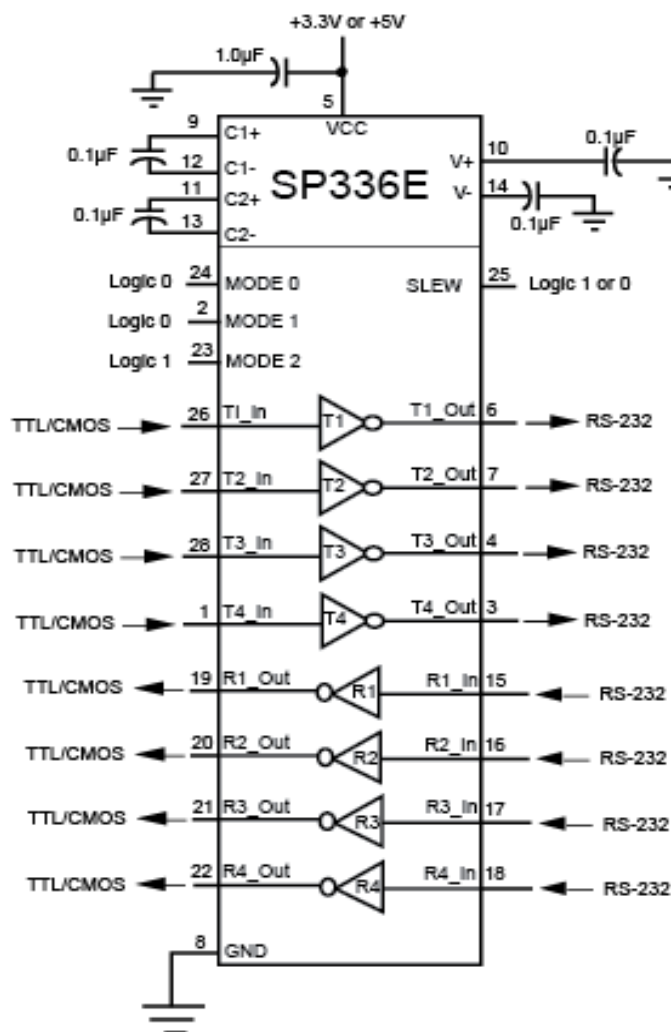 +3.3V or +5V
1.0µF
5
VCC
9 C1+
0.1µF
12 C1-
11 C2+
0.1µF
13 C2-
SP336E
V+ 10 0.1µF
V- 14
0.1µF
Logic 0 24 MODE 0
SLEW 25 Logic 1 or 0
Logic 0 2 MODE 1
Logic 1 23 MODE 2
TTL/CMOS 26 TI_In T1 T1_Out 6 RS-232
TTL/CMOS 27 T2_In T2 T2_Out 7 RS-232
TTL/CMOS 28 T3_In T3 T3_Out 4 RS-232
TTL/CMOS 1 T4_In T4 T4_Out 3 RS-232
TTL/CMOS 19 R1_Out R1 R1_In 15 RS-232
TTL/CMOS 20 R2_Out R2 R2_In 16 RS-232
TTL/CMOS 21 R3_Out R3 R3_In 17 RS-232
TTL/CMOS 22 R4_Out R4 R4_In 18 RS-232
8 GND